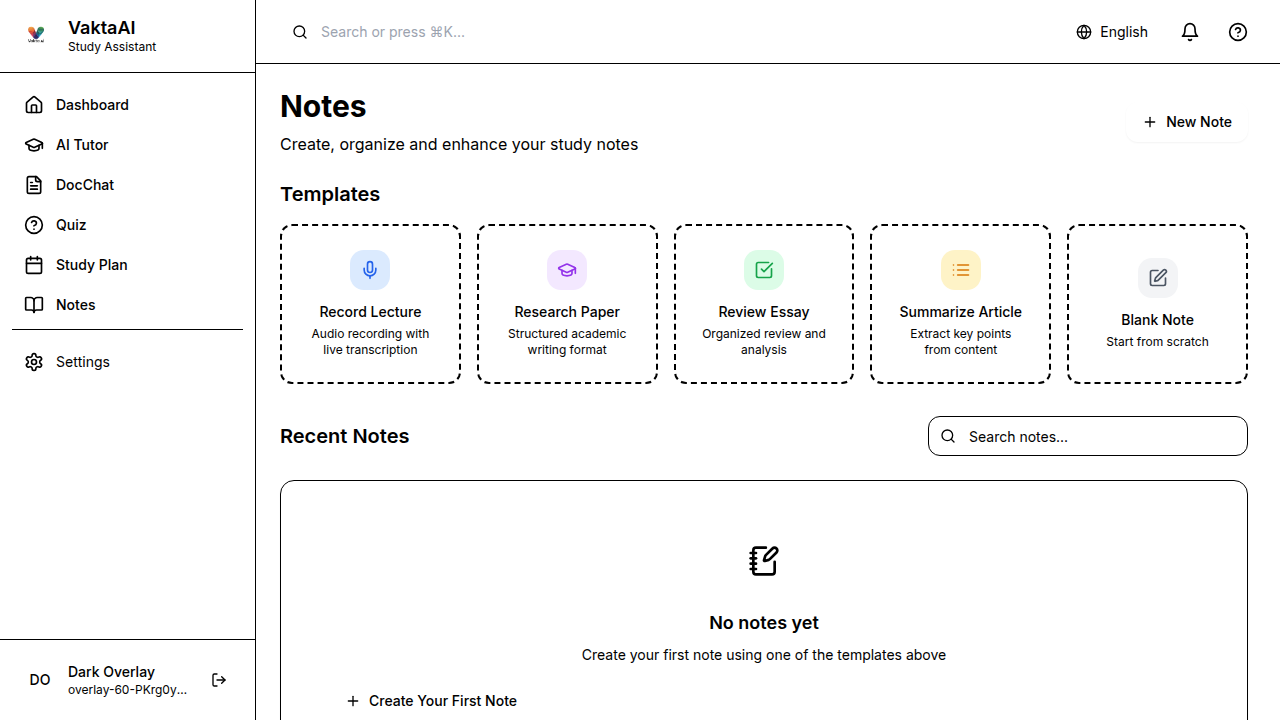 VaktaAI
Study Assistant
Dashboard
AI Tutor
DocChat
Quiz
Study Plan
Notes
Settings
DO
Dark Overlay
overlay-60-PKrg0y...
Search or press ⌘K...
English
Notes
Create, organize and enhance your study notes
New Note
Templates
Record Lecture
Audio recording with
live transcription
Research Paper
Structured academic
writing format
Review Essay
Organized review and
analysis
Summarize Article
Extract key points
from content
Blank Note
Start from scratch
Recent Notes
Search notes...
No notes yet
Create your first note using one of the templates above
Create Your First Note